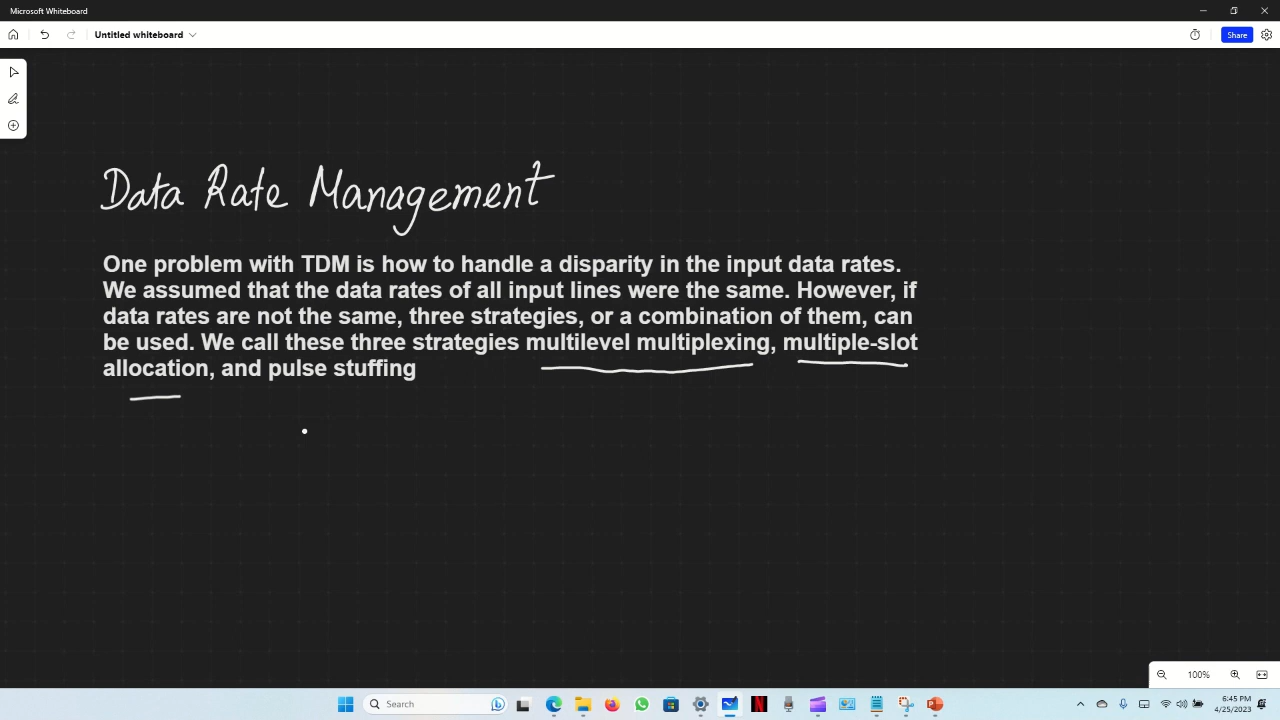 Microsoft Whiteboard
Untitled whiteboard
Share
Data Rate Management
One problem with TDM is how to handle a disparity in the input data rates.
We assumed that the data rates of all input lines were the same. However, if
data rates are not the same, three strategies, or a combination of them, can
be used. We call these three strategies multilevel multiplexing, multiple-slot
allocation, and pulse stuffing
100%
Search
6:45 PM
4/25/2023